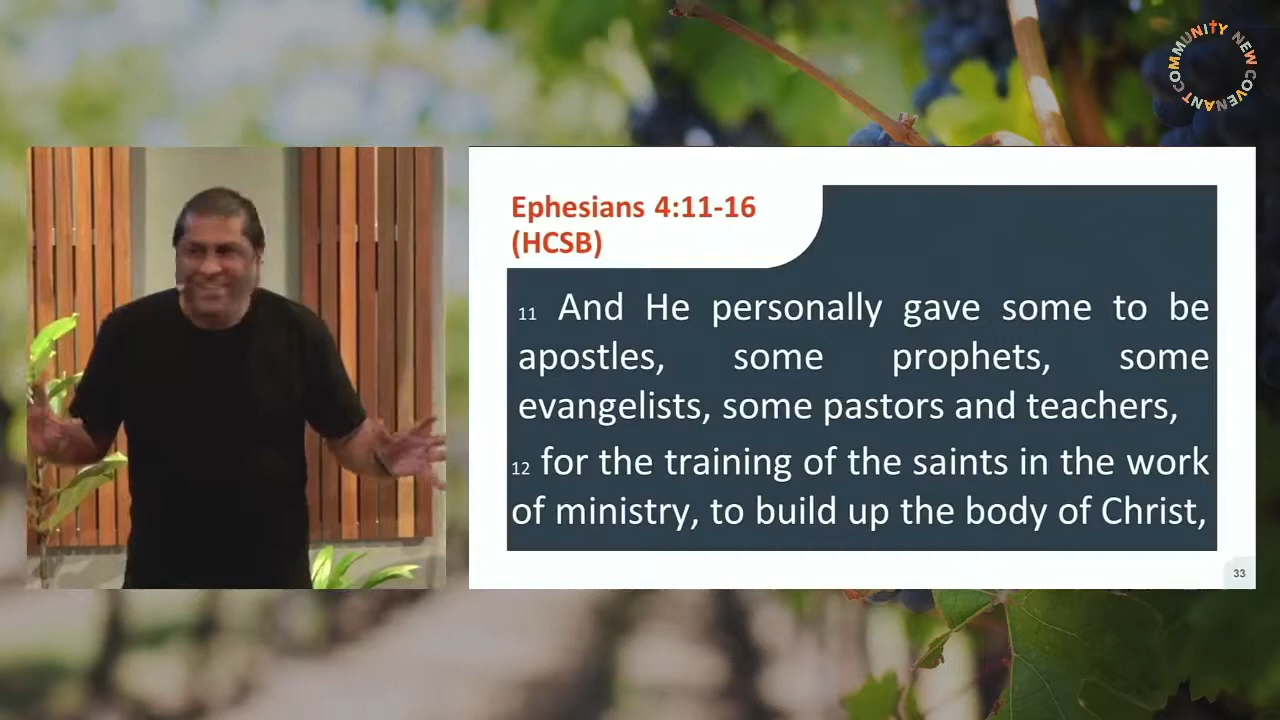 COMMUNITY NEW COVENANT
Ephesians 4:11-16
(HCSB)
11 And He personally gave some to be
apostles, some prophets, some
evangelists, some pastors and teachers,
12 for the training of the saints in the work
of ministry, to build up the body of Christ,
33